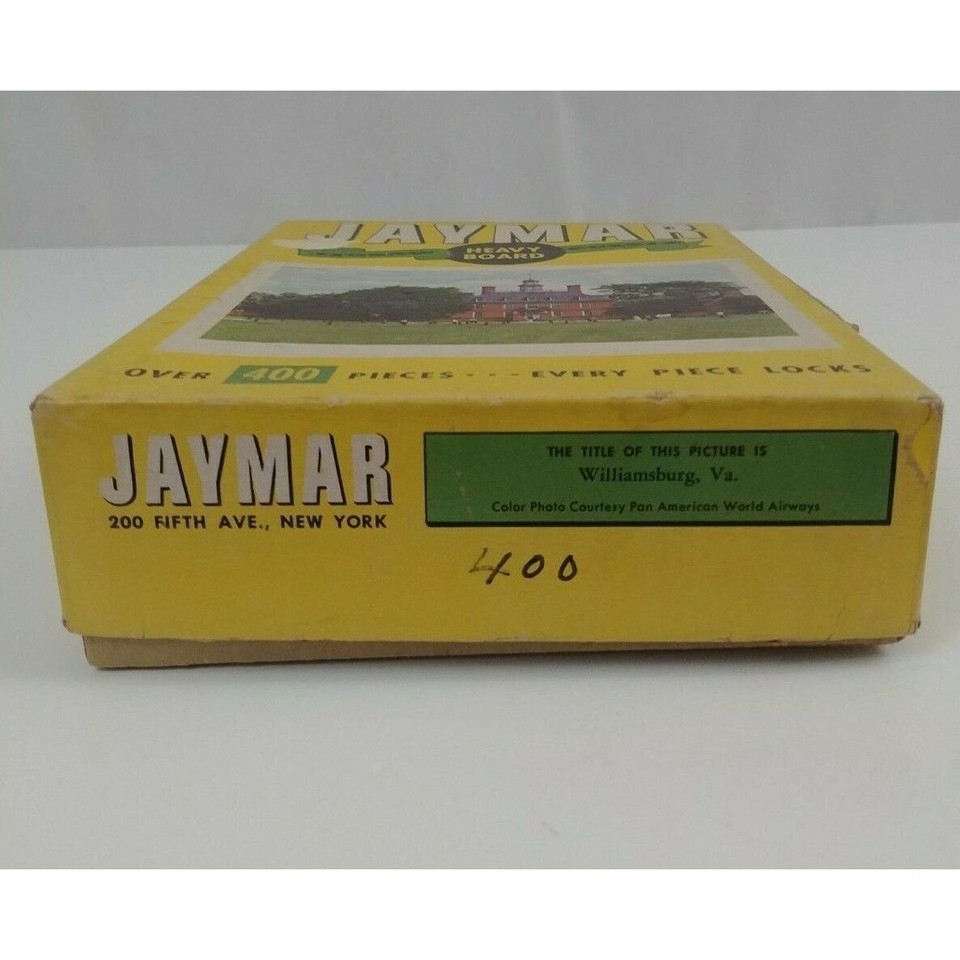 JAYMAR
HEAVY
BOARD
OVER 400 PIECES - - - EVERY PIECE LOCKS
JAYMAR
200 FIFTH AVE., NEW YORK
THE TITLE OF THIS PICTURE IS
Williamsburg, Va.
Color Photo Courtesy Pan American World Airways
400